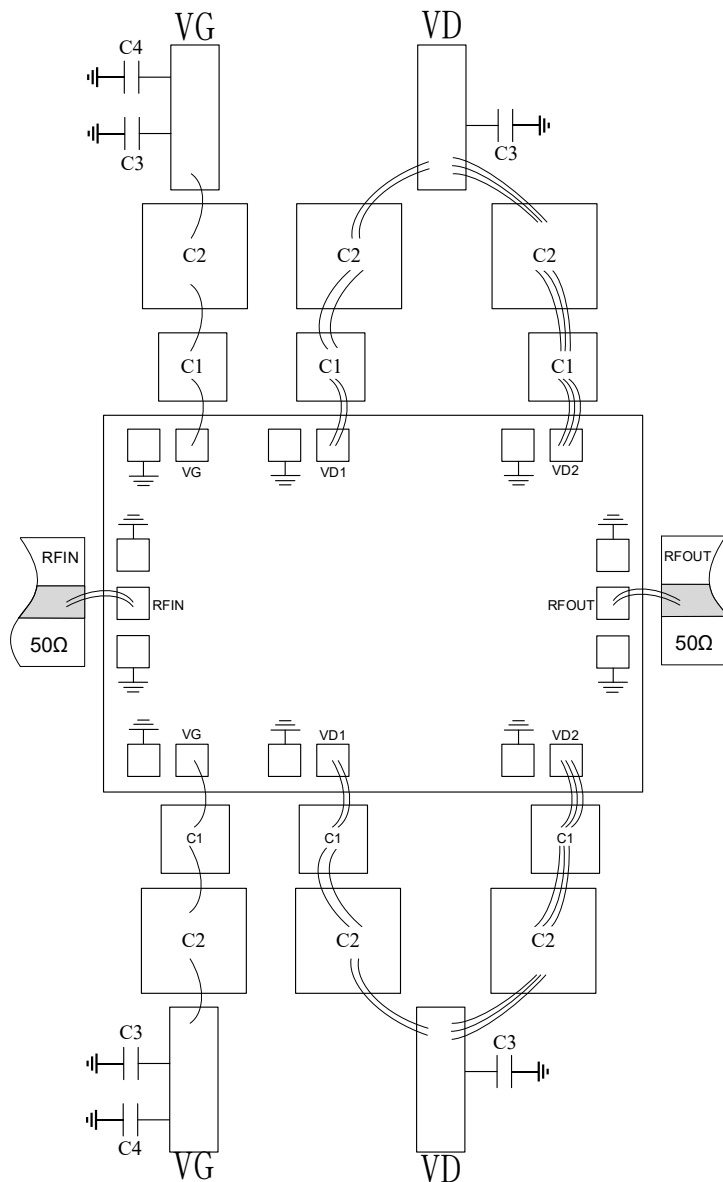 VG VD
C4
C3 C3
C2 C2 C2
C1 C1 C1
VG VD1 VD2
RFIN RFOUT
RFIN RFOUT
50Ω 50Ω
VG VD1 VD2
C1 C1 C1
C2 C2 C2
C3 C3
C4
VG VD